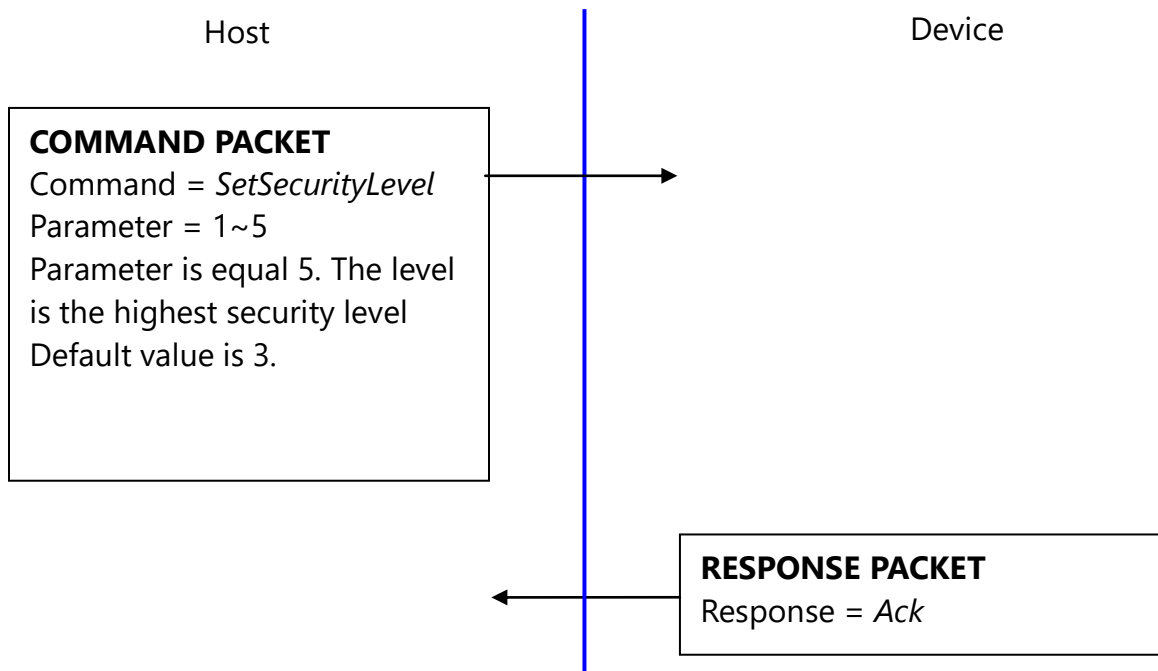 Host
Device
COMMAND PACKET
Command = SetSecurityLevel
Parameter = 1~5
Parameter is equal 5. The level
is the highest security level
Default value is 3.
RESPONSE PACKET
Response = Ack